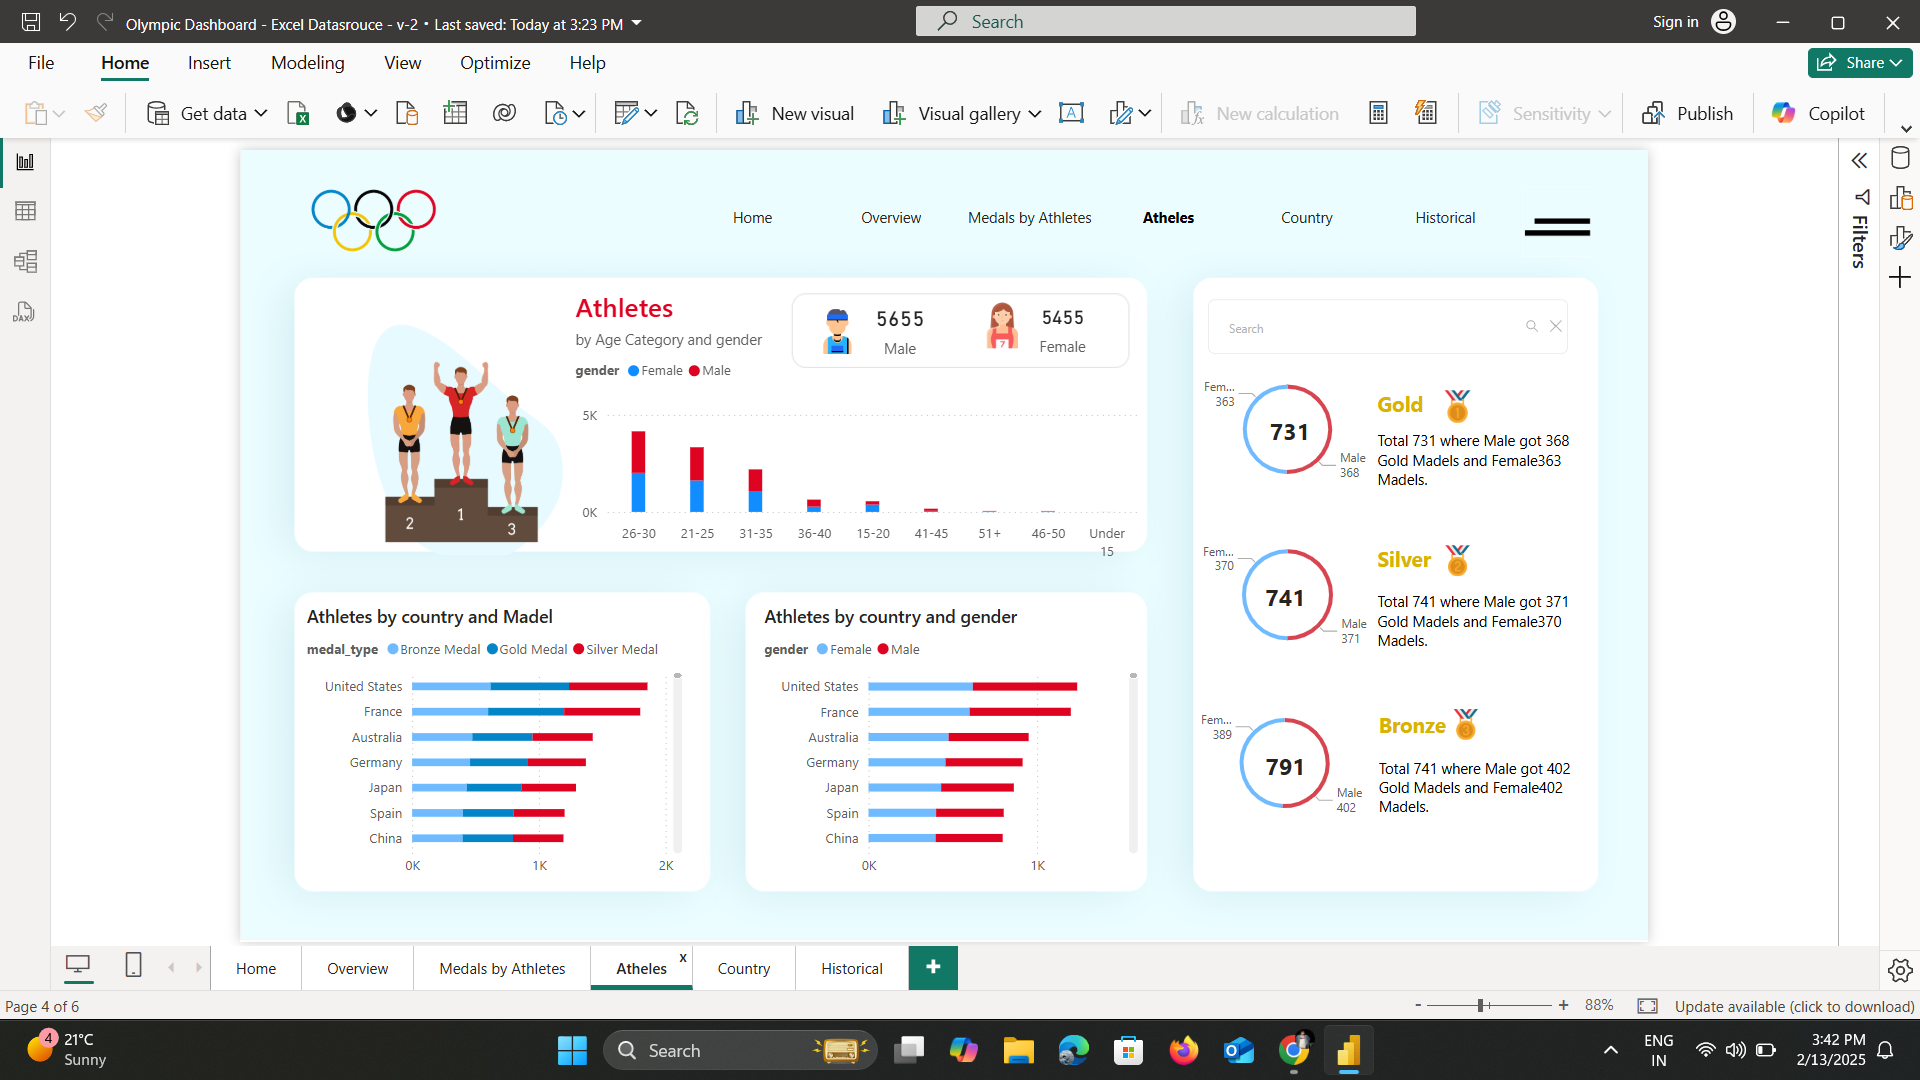 Olympic Dashboard - Excel Datasrouce - v-2 • Last saved: Today at 3:23 PM
Search
Sign in
File
Home
Insert
Modeling
View
Optimize
Help
Share
Get data
New visual
Visual gallery
New calculation
Sensitivity
Publish
Copilot
DAX
Filters
Home
Overview
Medals by Athletes
Atheles
Country
Historical
Athletes
by Age Category and gender
gender Female Male
5655
Male
5455
Female
7
2
1
3
5K
0K
26-30
21-25
31-35
36-40
15-20
41-45
51+
46-50
Under
15
Search
Fem...
363
731
Male
368
Gold
1
Total 731 where Male got 368
Gold Madels and Female363
Madels.
Fem...
370
741
Male
371
Silver
2
Total 741 where Male got 371
Gold Madels and Female370
Madels.
Fem...
389
791
Male
402
Bronze
3
Total 741 where Male got 402
Gold Madels and Female402
Madels.
Athletes by country and Madel
medal_type Bronze Medal Gold Medal Silver Medal
United States
France
Australia
Germany
Japan
Spain
China
0K
1K
2K
Athletes by country and gender
gender Female Male
United States
France
Australia
Germany
Japan
Spain
China
0K
1K
Home
Overview
Medals by Athletes
Atheles
x
Country
Historical
+
Page 4 of 6
- + 88%
Update available (click to download)
4
21°C
Sunny
Search
ENG
IN
3:42 PM
2/13/2025